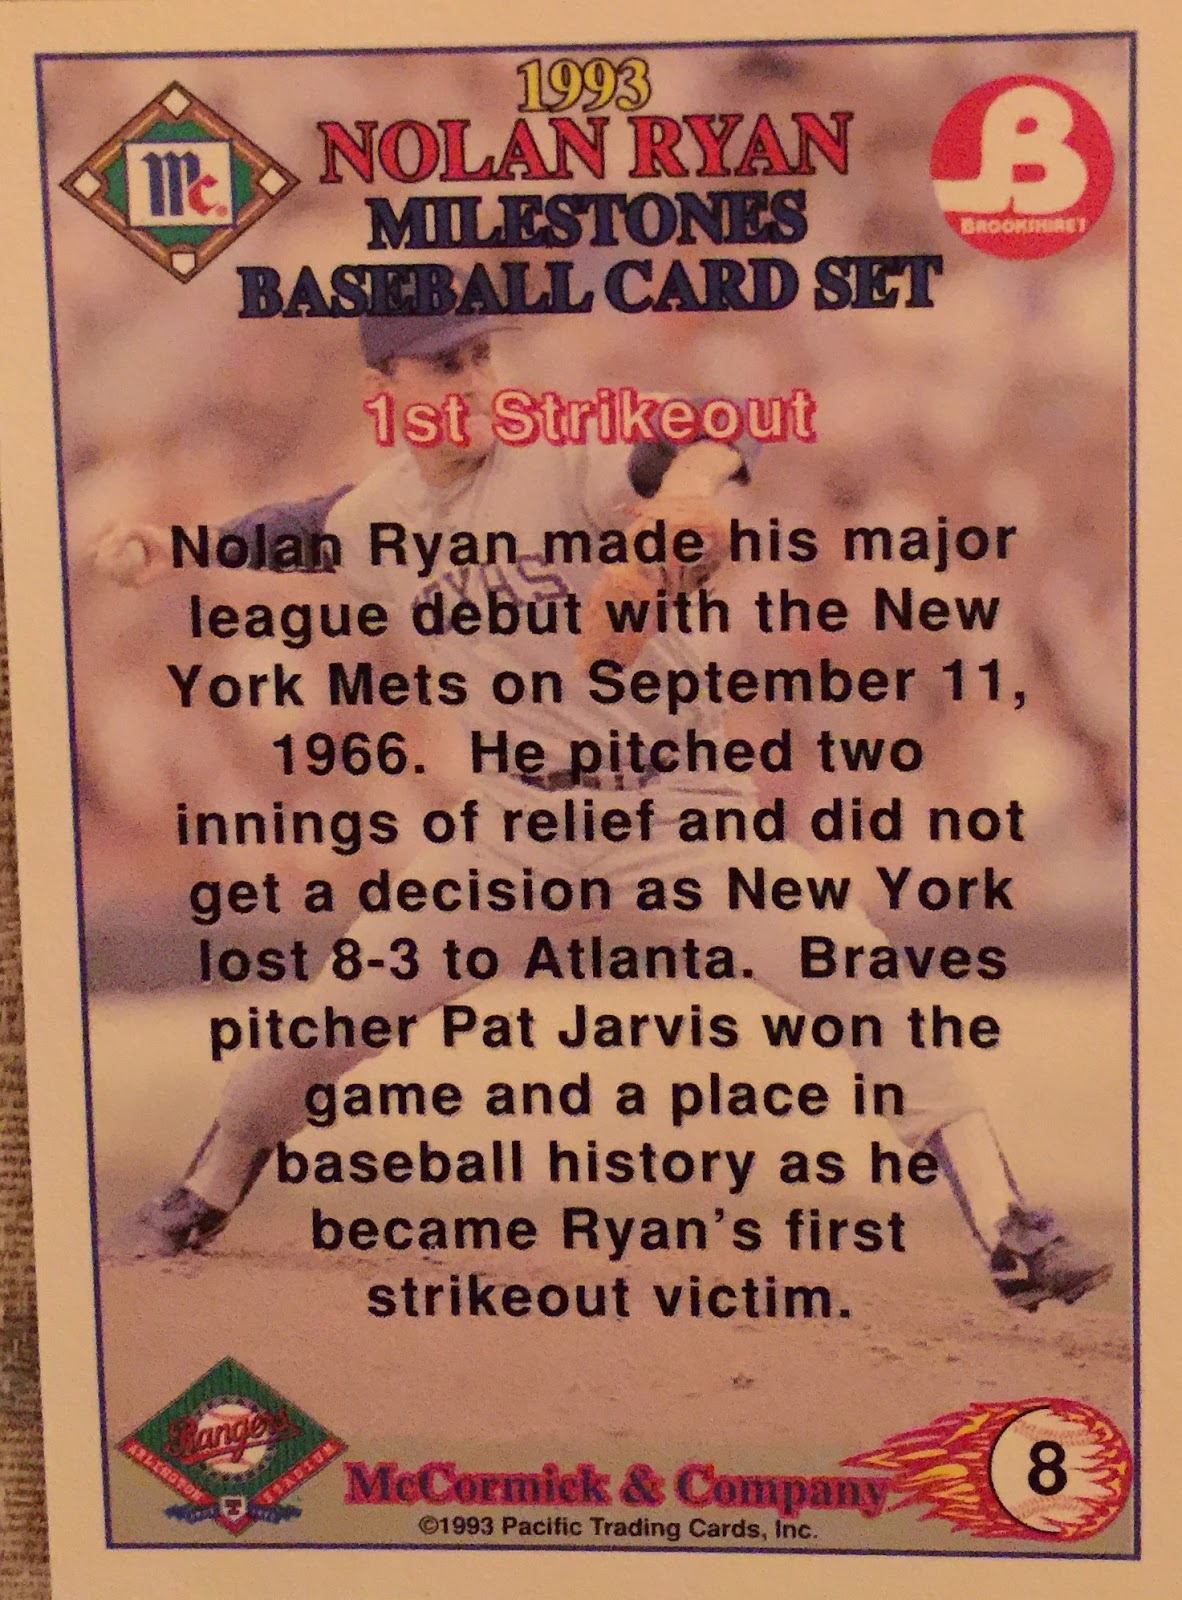 1993
NOLAN RYAN
MILESTONES
BASEBALL CARD SET
Mc
B
BROOKSHIRE'S
1st Strikeout
TEXAS
Nolan Ryan made his major
league debut with the New
York Mets on September 11,
1966. He pitched two
innings of relief and did not
get a decision as New York
lost 8-3 to Atlanta. Braves
pitcher Pat Jarvis won the
game and a place in
baseball history as he
became Ryan's first
strikeout victim.
Rangers
ARLINGTON STADIUM
McCormick & Company
©1993 Pacific Trading Cards, Inc.
8